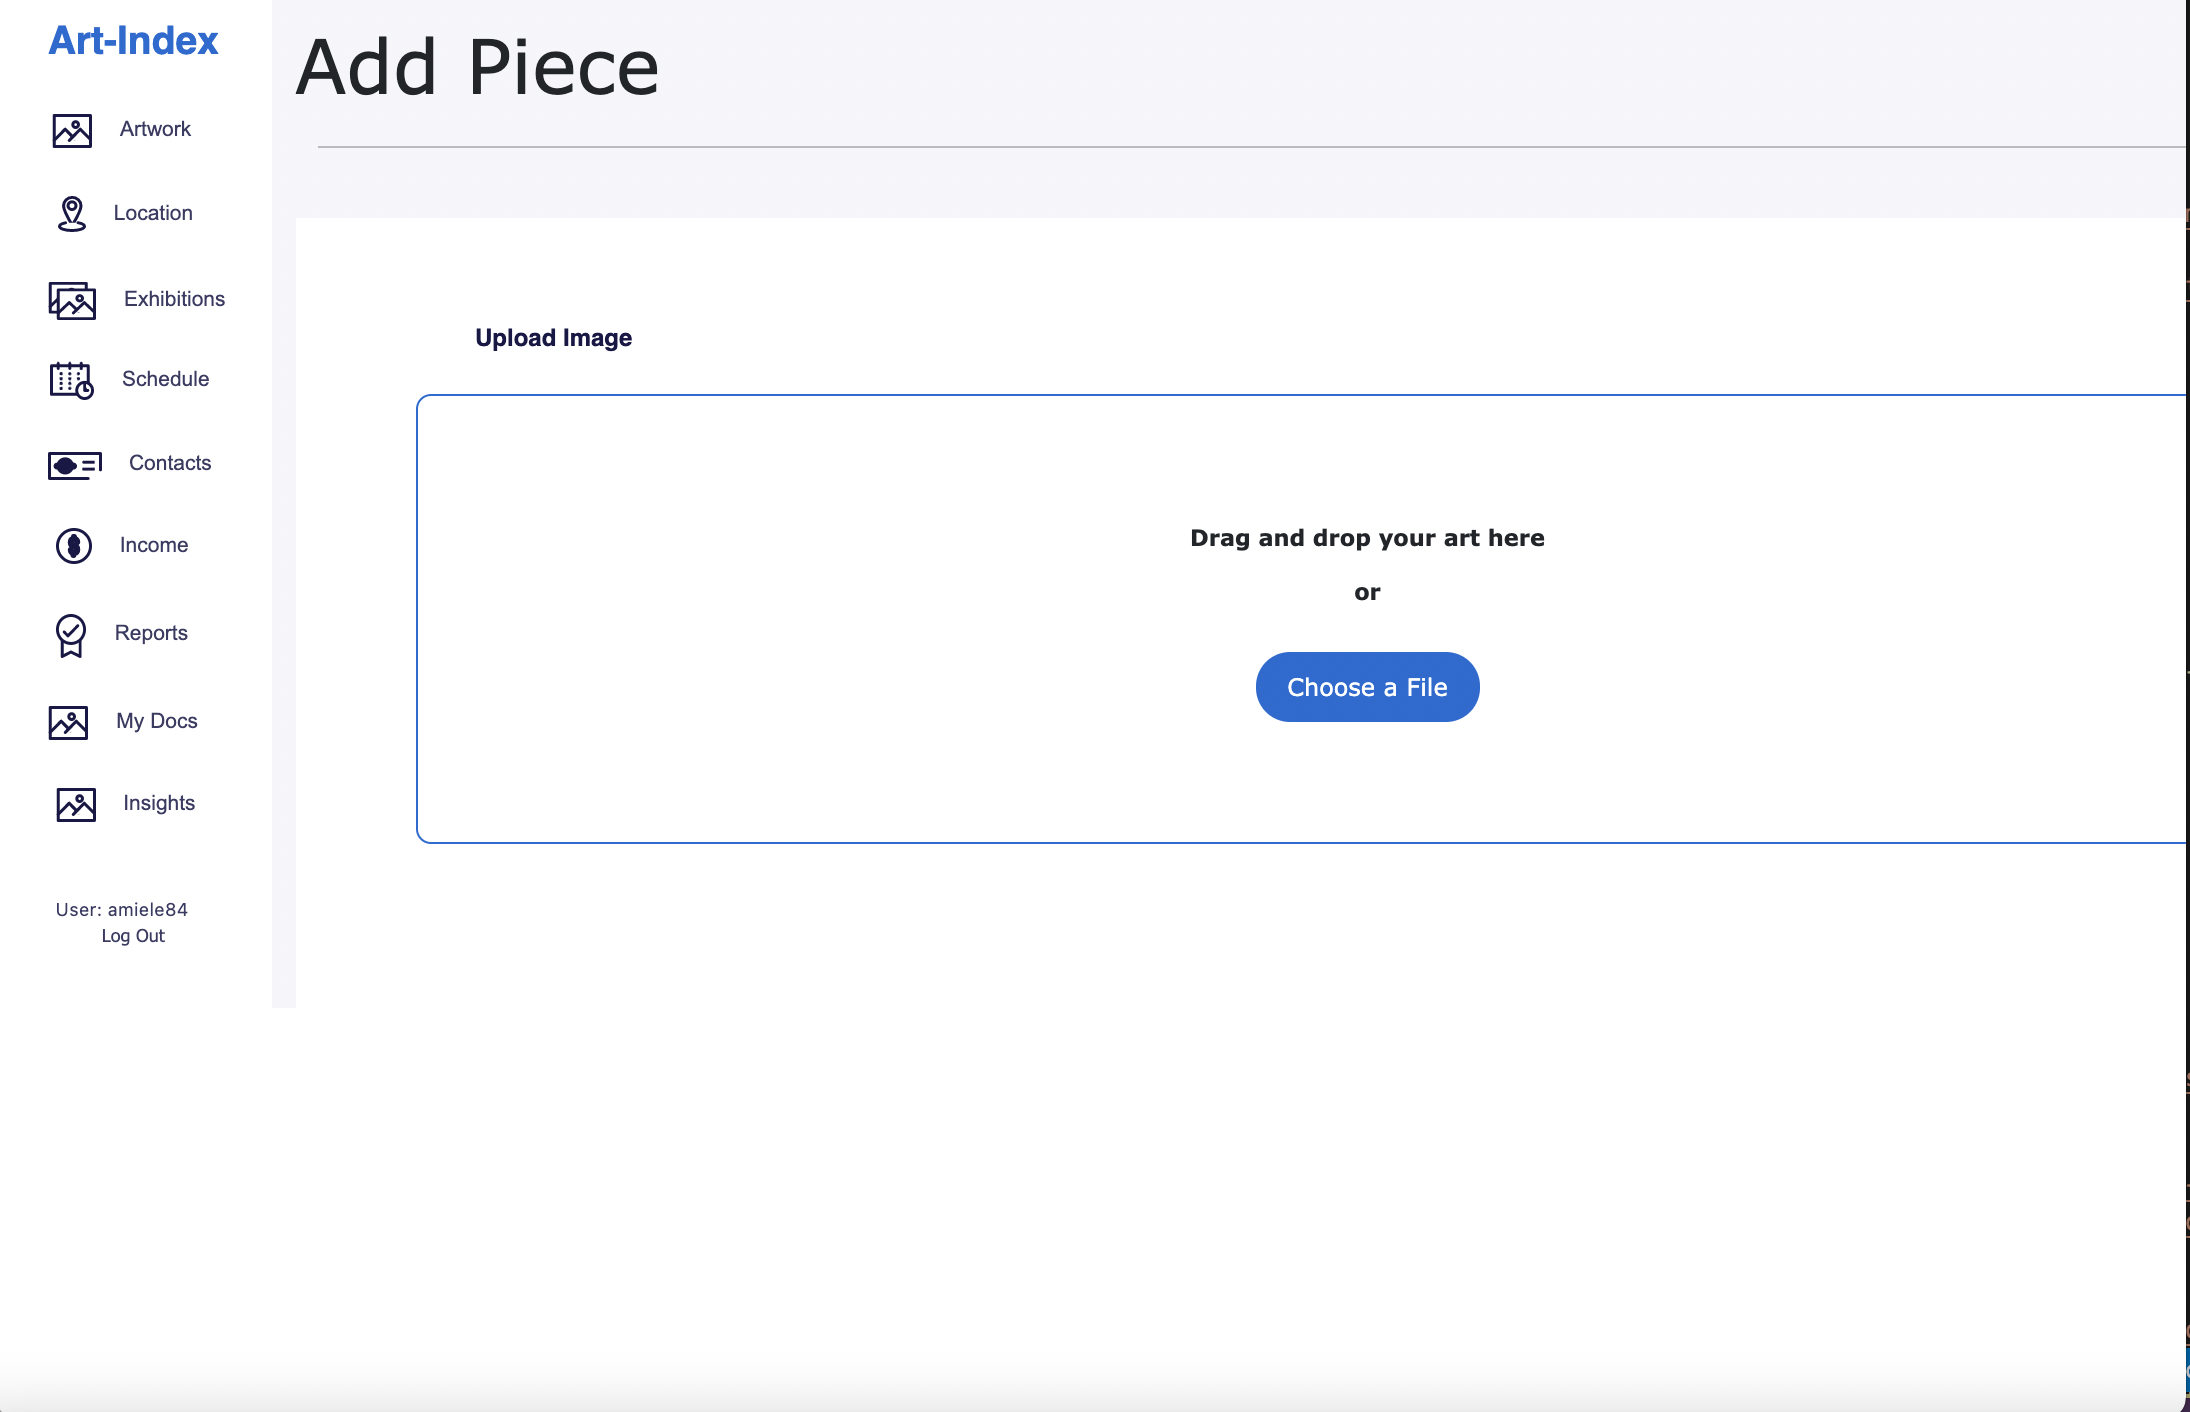 Art-Index
Artwork
Location
Exhibitions
Schedule
Contacts
Income
Reports
My Docs
Insights
User: amiele84
Log Out
Add Piece
Upload Image
Drag and drop your art here
or
Choose a File